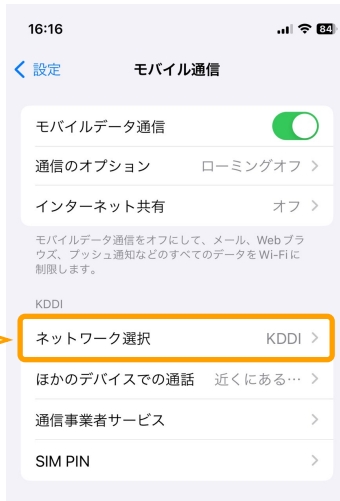 16:16
84
設定
モバイル通信
モバイルデータ通信
通信のオプション ローミングオフ
インターネット共有 オフ
モバイルデータ通信をオフにして、メール、Webブラ
ウズ、プッシュ通知などのすべてのデータをWi-Fiに
制限します。
KDDI
ネットワーク選択 KDDI
ほかのデバイスでの通話 近くにある…
通信事業者サービス
SIM PIN